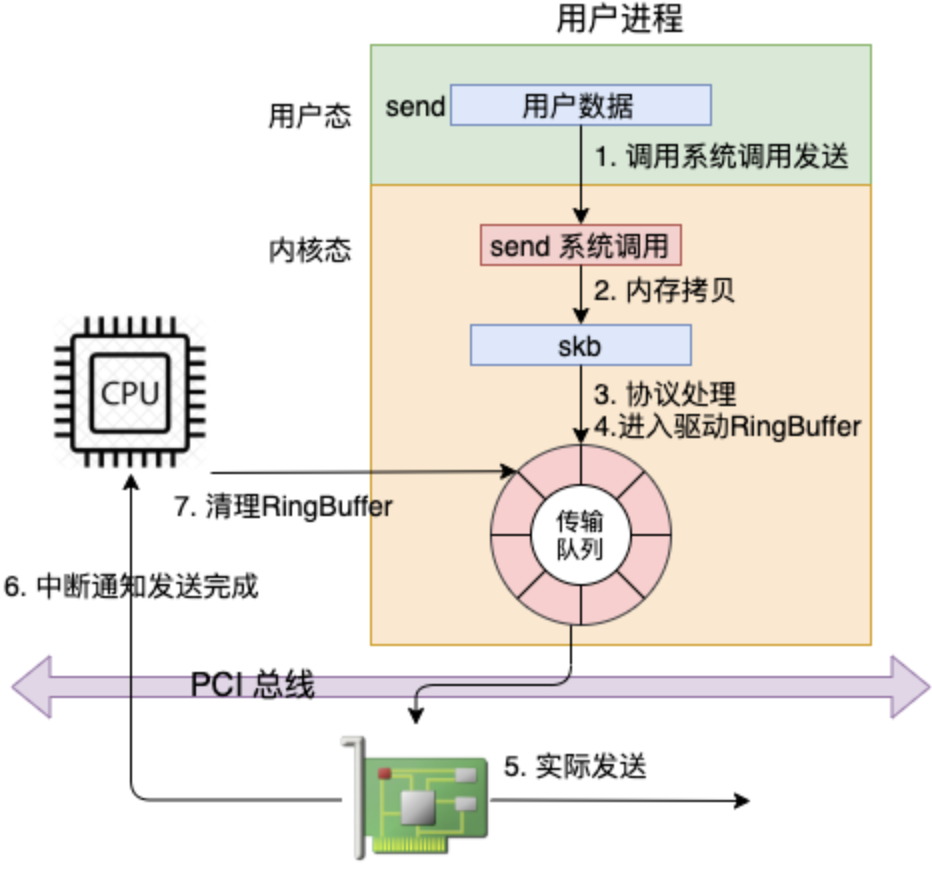 用户进程
用户态
send
用户数据
1. 调用系统调用发送
内核态
send 系统调用
2. 内存拷贝
skb
3. 协议处理
4.进入驱动RingBuffer
CPU
7. 清理RingBuffer
传输
队列
6. 中断通知发送完成
PCI 总线
5. 实际发送